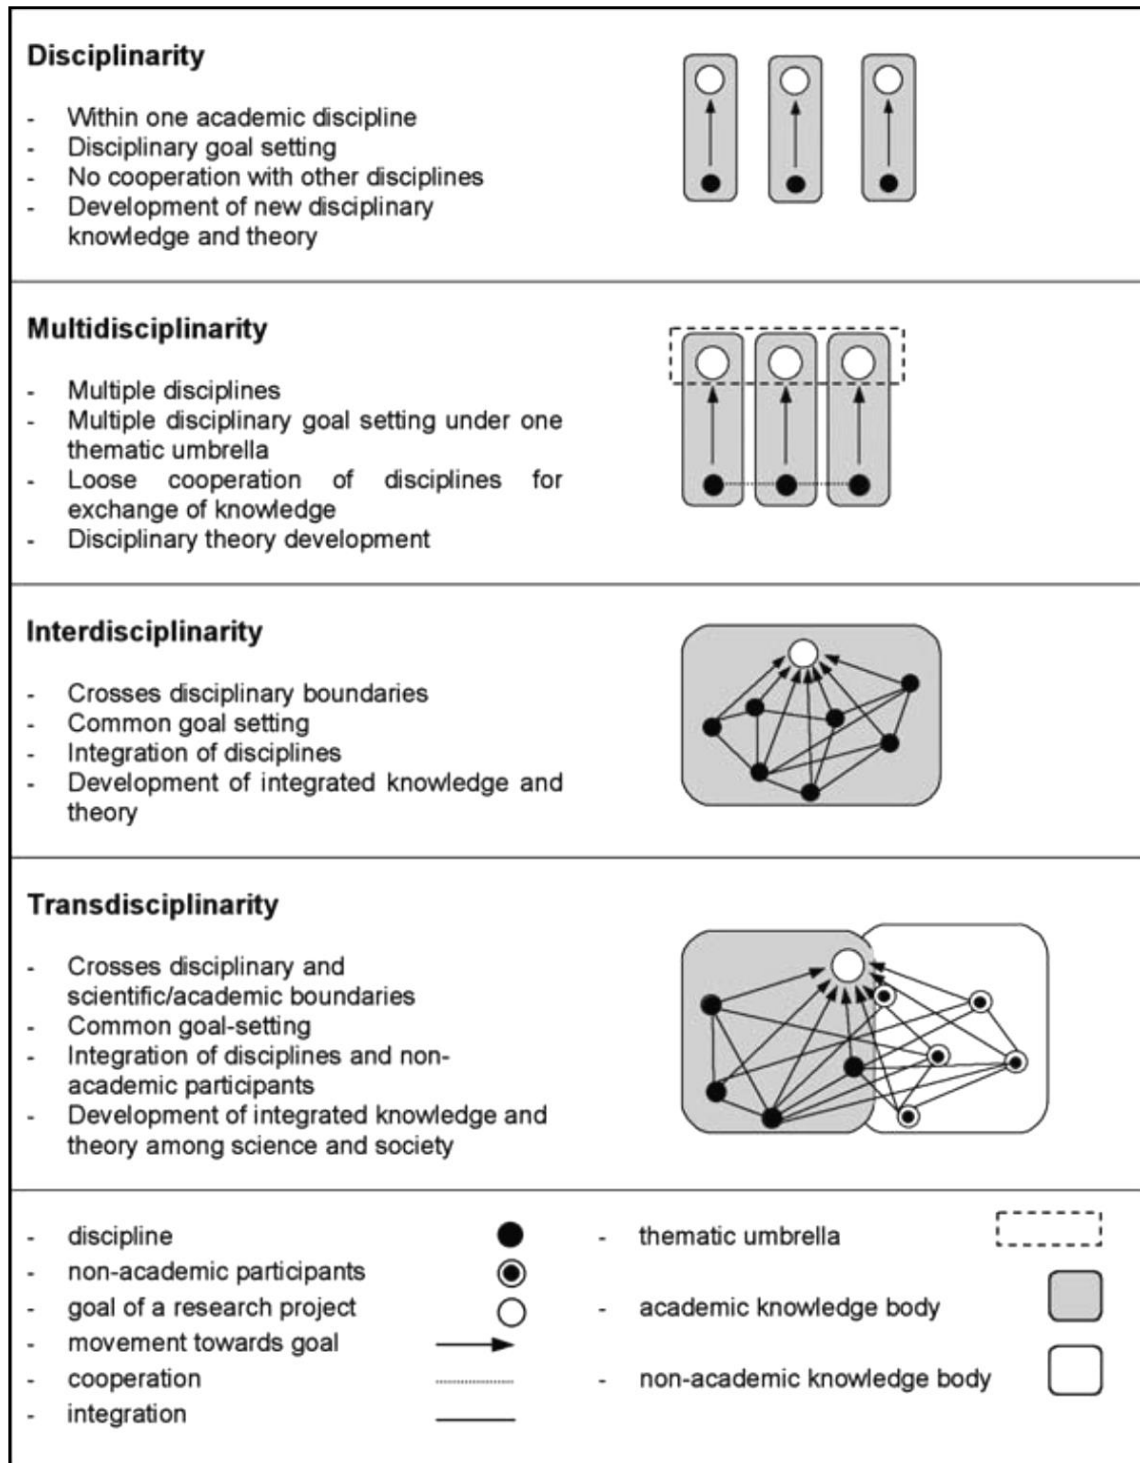 Disciplinarity
- Within one academic discipline
- Disciplinary goal setting
- No cooperation with other disciplines
- Development of new disciplinary
knowledge and theory
Multidisciplinarity
- Multiple disciplines
- Multiple disciplinary goal setting under one
thematic umbrella
- Loose cooperation of disciplines for
exchange of knowledge
- Disciplinary theory development
Interdisciplinarity
- Crosses disciplinary boundaries
- Common goal setting
- Integration of disciplines
- Development of integrated knowledge and
theory
Transdisciplinarity
- Crosses disciplinary and
scientific/academic boundaries
- Common goal-setting
- Integration of disciplines and non-
academic participants
- Development of integrated knowledge and
theory among science and society
- discipline
- non-academic participants
- goal of a research project
- movement towards goal
- cooperation
- integration
- thematic umbrella
- academic knowledge body
- non-academic knowledge body